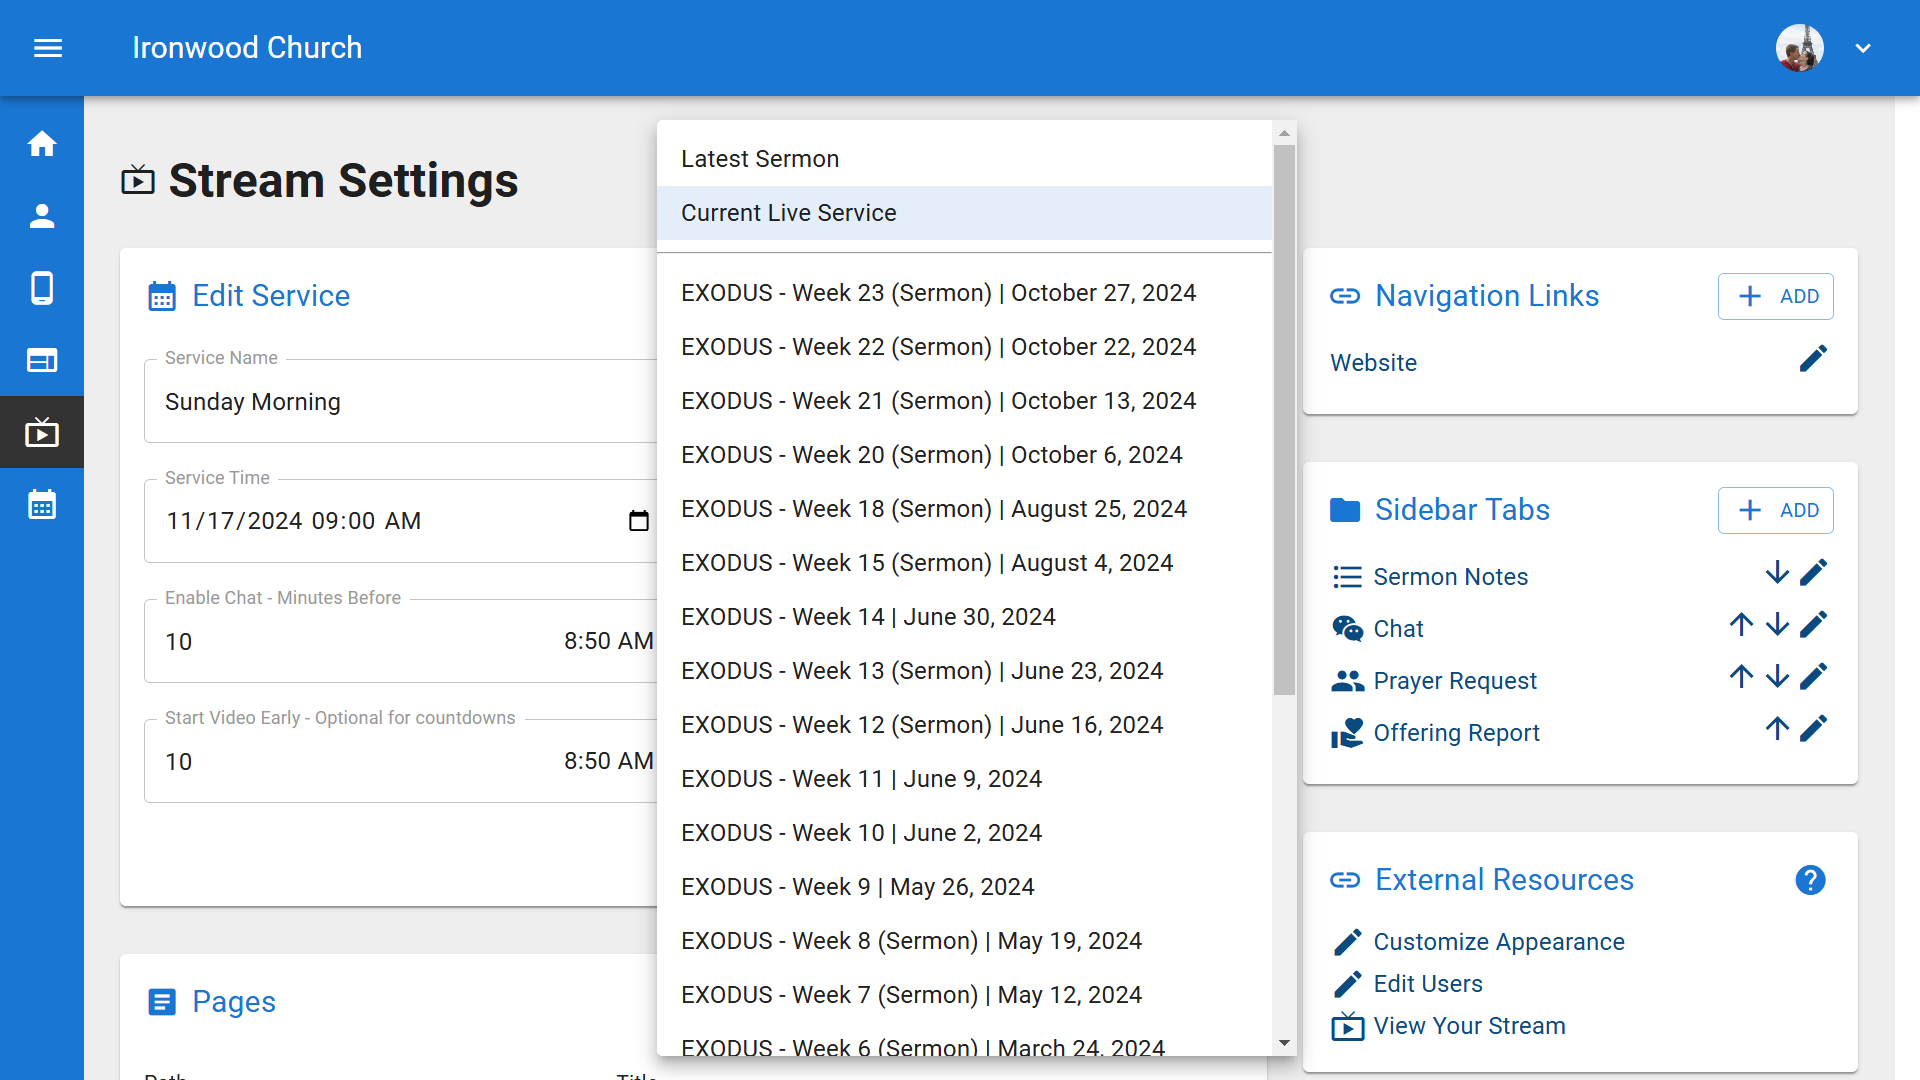 Ironwood Church
Stream Settings
Edit Service
Service Name
Sunday Morning
Service Time
11/17/2024 09:00 AM
Enable Chat - Minutes Before
10 8:50 AM
Start Video Early - Optional for countdowns
10 8:50 AM
Pages
Path Title
Latest Sermon
Current Live Service
EXODUS - Week 23 (Sermon) | October 27, 2024
EXODUS - Week 22 (Sermon) | October 22, 2024
EXODUS - Week 21 (Sermon) | October 13, 2024
EXODUS - Week 20 (Sermon) | October 6, 2024
EXODUS - Week 18 (Sermon) | August 25, 2024
EXODUS - Week 15 (Sermon) | August 4, 2024
EXODUS - Week 14 | June 30, 2024
EXODUS - Week 13 (Sermon) | June 23, 2024
EXODUS - Week 12 (Sermon) | June 16, 2024
EXODUS - Week 11 | June 9, 2024
EXODUS - Week 10 | June 2, 2024
EXODUS - Week 9 | May 26, 2024
EXODUS - Week 8 (Sermon) | May 19, 2024
EXODUS - Week 7 (Sermon) | May 12, 2024
EXODUS - Week 6 (Sermon) | March 24, 2024
Navigation Links
ADD
Website
Sidebar Tabs
ADD
Sermon Notes
Chat
Prayer Request
Offering Report
External Resources
Customize Appearance
Edit Users
View Your Stream